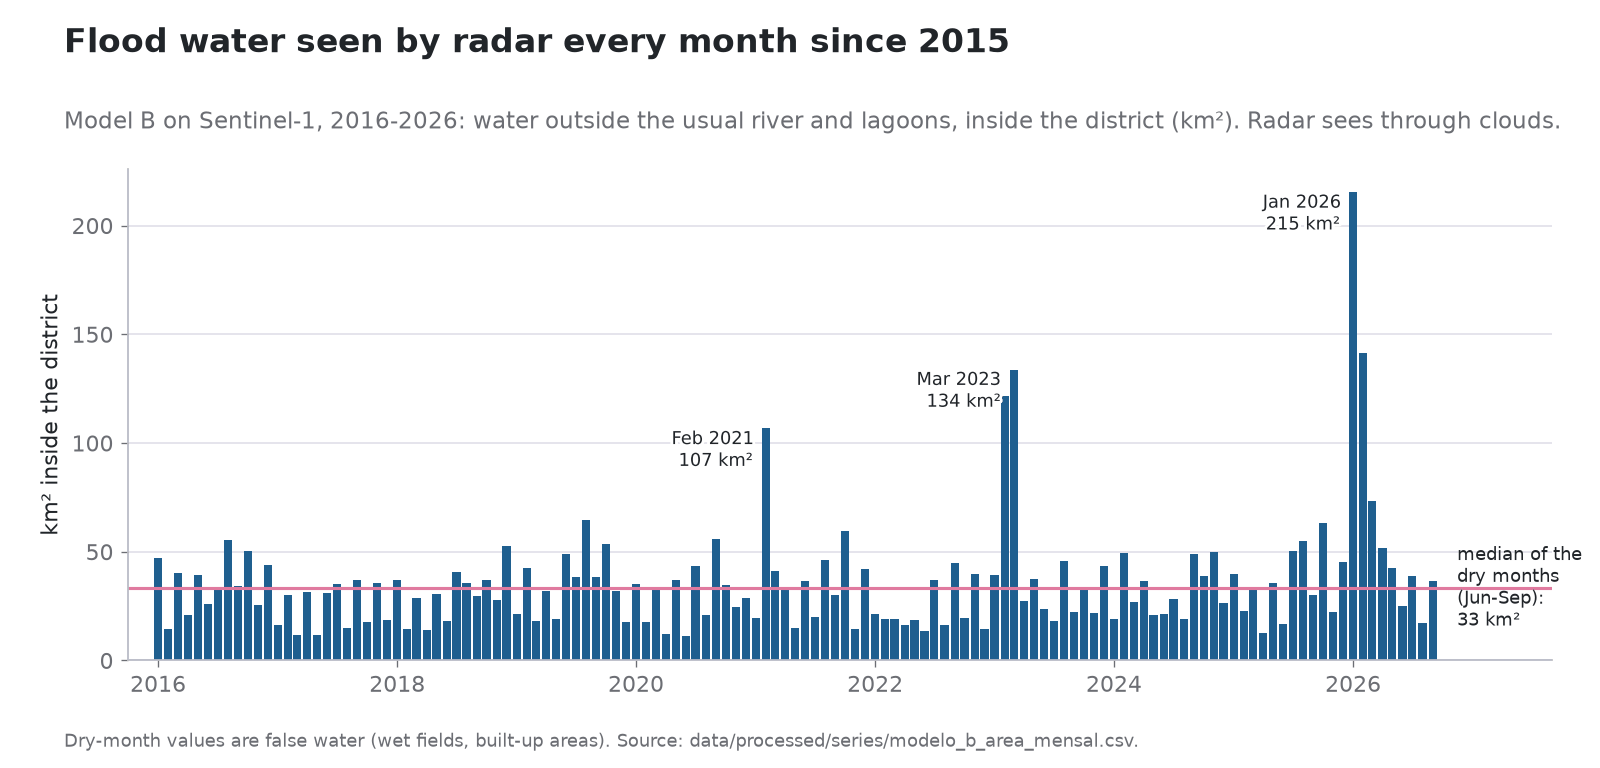 Flood water seen by radar every month since 2015
Model B on Sentinel-1, 2016-2026: water outside the usual river and lagoons, inside the district (km²). Radar sees through clouds.
km² inside the district
200
150
100
50
0
Jan 2026
215 km²
Mar 2023
134 km²
Feb 2021
107 km²
median of the
dry months
(Jun-Sep):
33 km²
2016
2018
2020
2022
2024
2026
Dry-month values are false water (wet fields, built-up areas). Source: data/processed/series/modelo_b_area_mensal.csv.